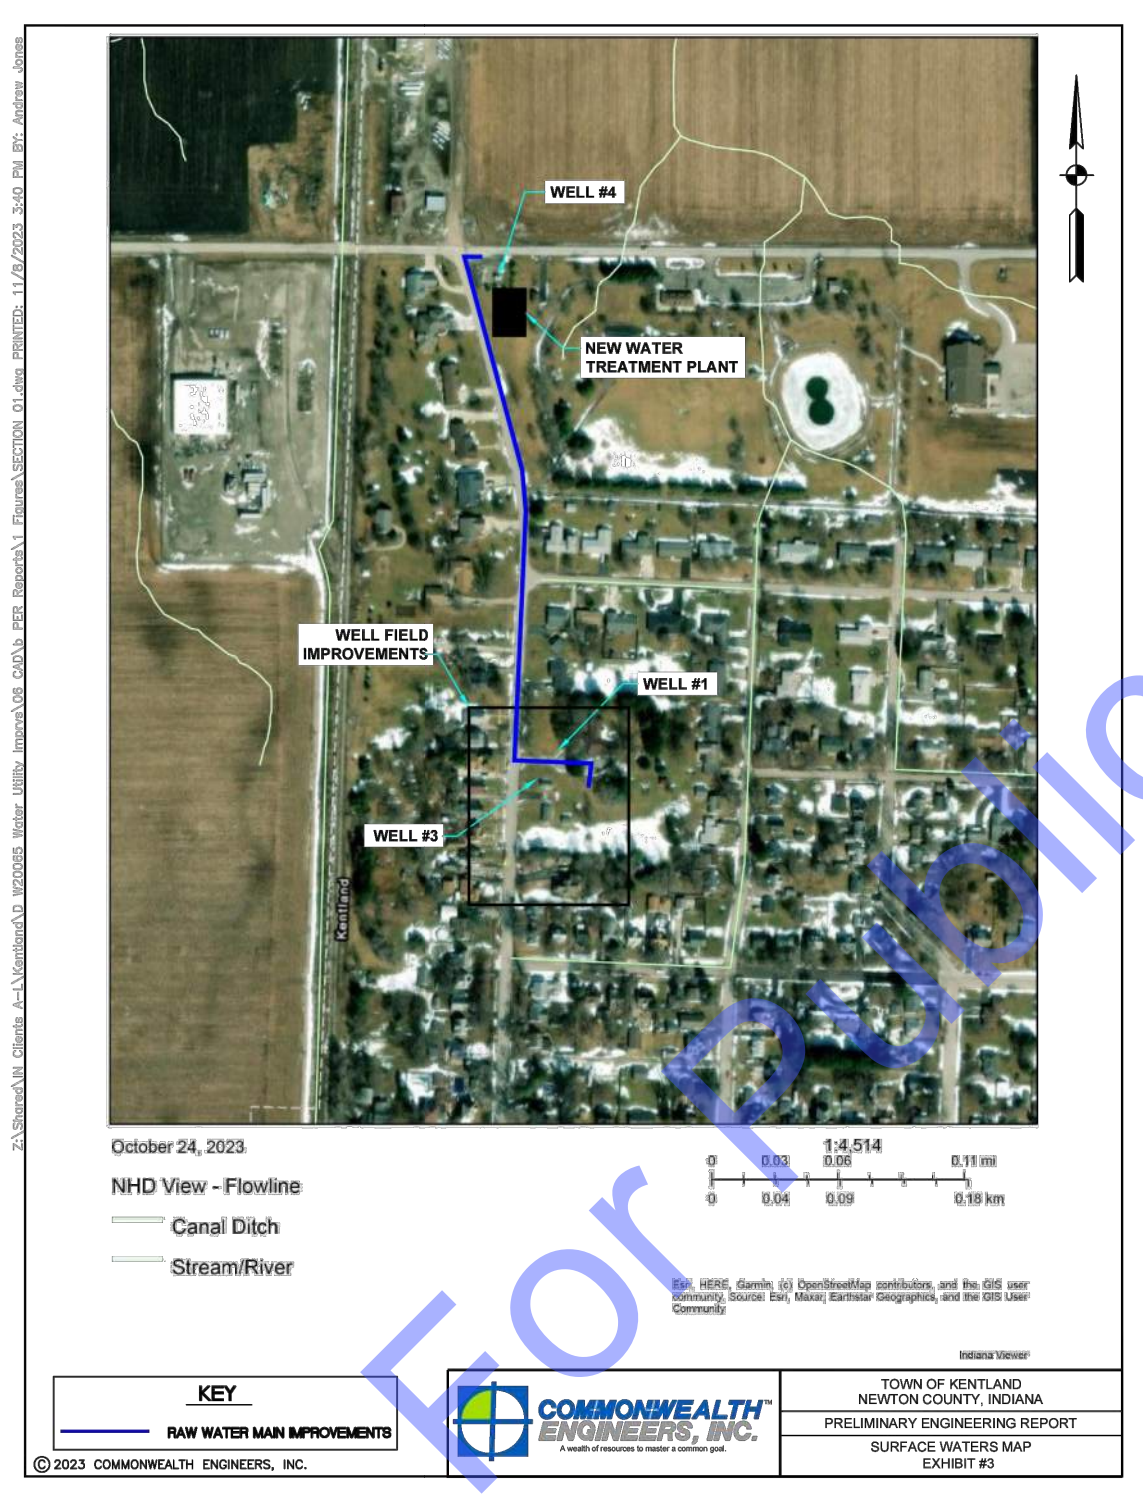 Z:\Shared\IN Clients A-L\Kentland\D W20065 Water Utility Imprvs\06 CAD\b PER Reports\1 Figures\SECTION 01.dwg PRINTED: 11/8/2023 3:40 PM BY: Andrew Jones
WELL #4
NEW WATER
TREATMENT PLANT
WELL FIELD
IMPROVEMENTS
WELL #1
WELL #3
Kentland
October 24, 2023
NHD View - Flowline
Canal Ditch
Stream/River
1:4,514
0 0.03 0.06 0.11 mi
0 0.04 0.09 0.18 km
Esri, HERE, Garmin, (c) OpenStreetMap contributors, and the GIS user
community, Source: Esri, Maxar, Earthstar Geographics, and the GIS User
Community
Indiana Viewer
For Public
KEY
RAW WATER MAIN IMPROVEMENTS
© 2023 COMMONWEALTH ENGINEERS, INC.
COMMONWEALTH™
ENGINEERS, INC.
A wealth of resources to master a common goal.
TOWN OF KENTLAND
NEWTON COUNTY, INDIANA
PRELIMINARY ENGINEERING REPORT
SURFACE WATERS MAP
EXHIBIT #3